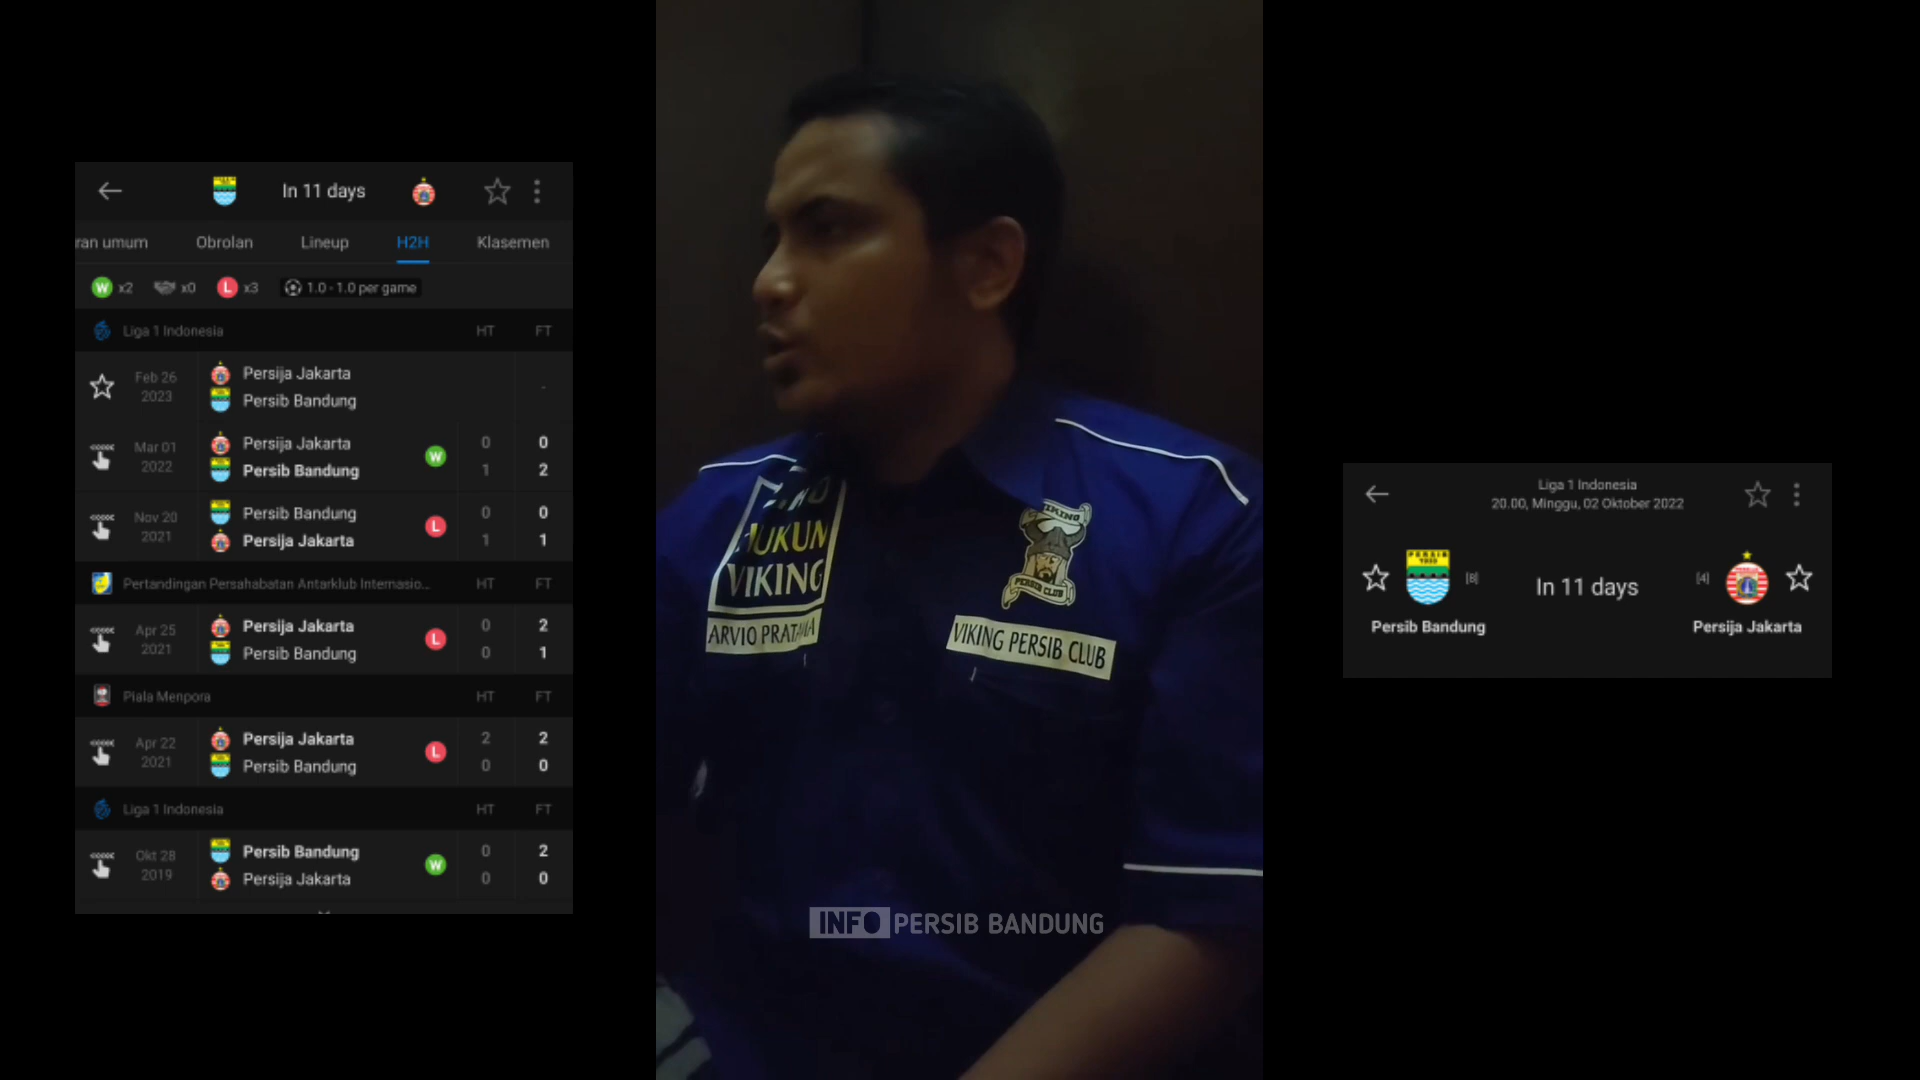 In 11 days
ran umum Obrolan Lineup H2H Klasemen
W x2 x0 L x3 1.0 - 1.0 per game
Liga 1 Indonesia HT FT
Feb 26 2023
Persija Jakarta
Persib Bandung
-
Mar 01 2022
Persija Jakarta 0 0
Persib Bandung 1 2
W
Nov 20 2021
Persib Bandung 0 0
Persija Jakarta 1 1
L
Pertandingan Persahabatan Antarklub Internasio... HT FT
Apr 25 2021
Persija Jakarta 0 2
Persib Bandung 0 1
L
Piala Menpora HT FT
Apr 22 2021
Persija Jakarta 2 2
Persib Bandung 0 0
L
Liga 1 Indonesia HT FT
Okt 28 2019
Persib Bandung 0 2
Persija Jakarta 0 0
W
HUKUM
VIKING
ARVIO PRATAMA
VIKING
PERSIB CLUB
VIKING PERSIB CLUB
INFO PERSIB BANDUNG
Liga 1 Indonesia
20.00, Minggu, 02 Oktober 2022
PERSIB
[8] In 11 days [4]
Persib Bandung Persija Jakarta